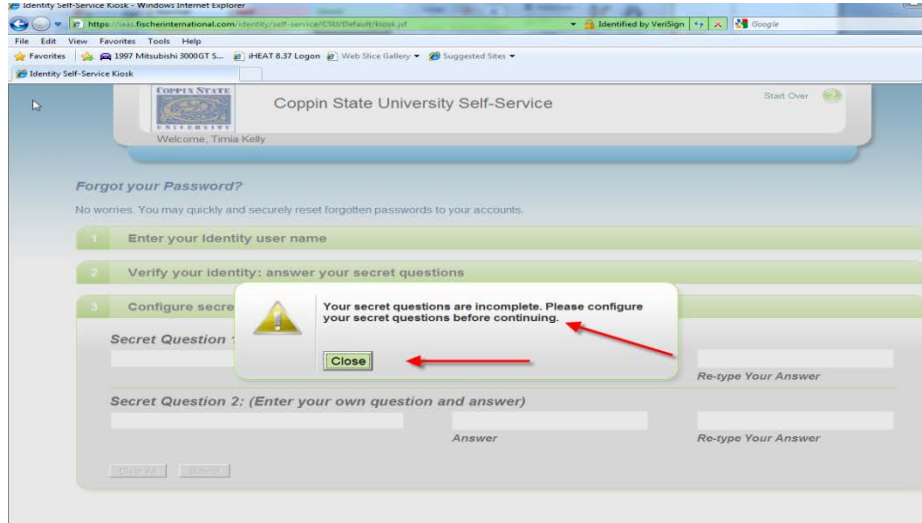 Identity Self-Service Kiosk - Windows Internet Explorer
https://iaas.fischerinternational.com/identity/self-service/CSU/Default/kiosk.jsf
Identified by VeriSign
Google
File Edit View Favorites Tools Help
Favorites 1997 Mitsubishi 3000GT S... iHEAT 8.37 Logon Web Slice Gallery Suggested Sites
Identity Self-Service Kiosk
COPPIN STATE
UNIVERSITY
Coppin State University Self-Service
Start Over
Welcome, Timia Kelly
Forgot your Password?
No worries. You may quickly and securely reset forgotten passwords to your accounts.
1 Enter your Identity user name
2 Verify your identity: answer your secret questions
3 Configure secre
Your secret questions are incomplete. Please configure
your secret questions before continuing.
Close
Secret Question 1
Re-type Your Answer
Secret Question 2: (Enter your own question and answer)
Answer
Re-type Your Answer
Clear All Submit